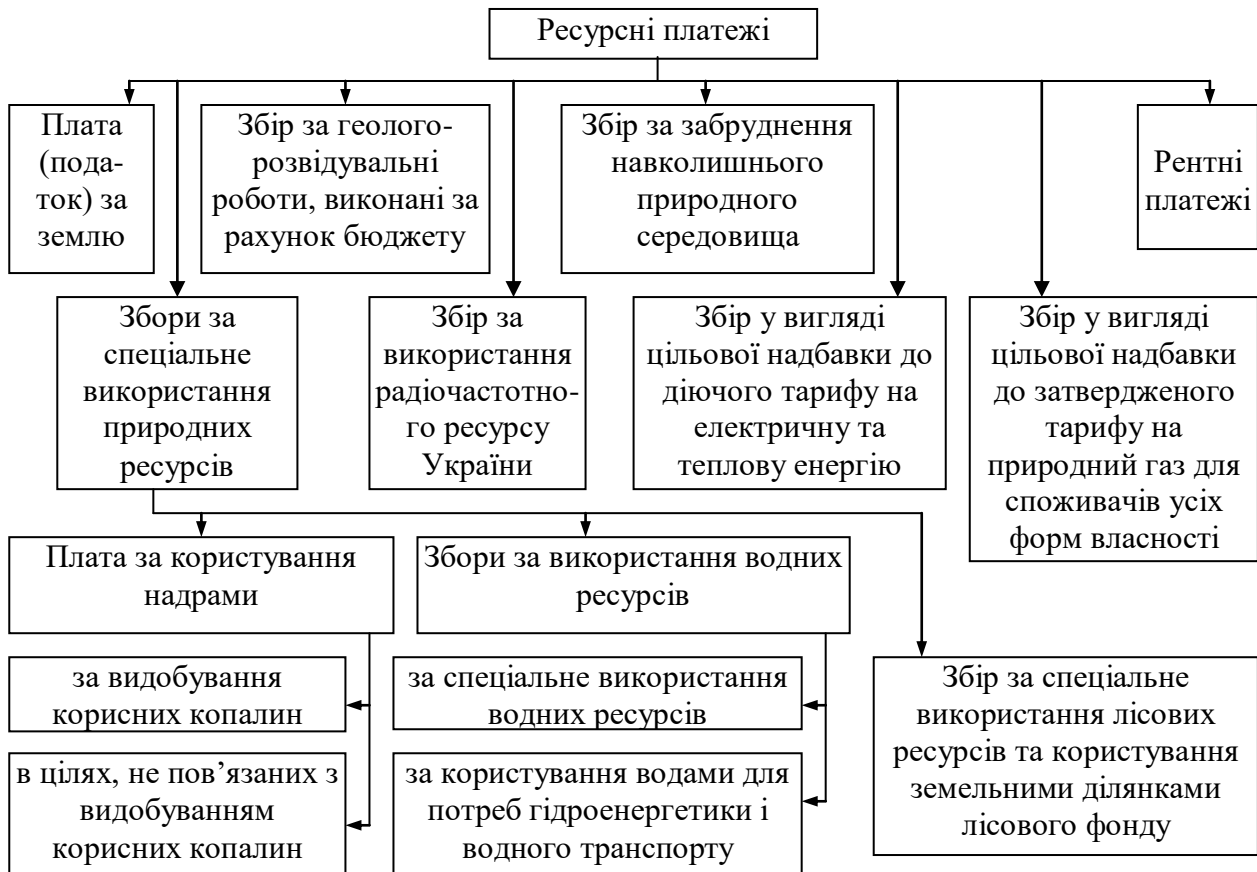 Ресурсні платежі
Плата
(пода-
ток) за
землю
Збір за геолого-
розвідувальні
роботи, виконані за
рахунок бюджету
Збір за забруднення
навколишнього
природного
середовища
Рентні
платежі
Збори за
спеціальне
використання
природних
ресурсів
Збір за
використання
радіочастотно-
го ресурсу
України
Збір у вигляді
цільової надбавки до
діючого тарифу на
електричну та
теплову енергію
Збір у вигляді
цільової надбавки
до затвердженого
тарифу на
природний газ для
споживачів усіх
форм власності
Плата за користування
надрами
Збори за використання водних
ресурсів
за видобування
корисних копалин
за спеціальне використання
водних ресурсів
Збір за спеціальне
використання лісових
ресурсів та користування
земельними ділянками
лісового фонду
в цілях, не пов’язаних з
видобуванням
корисних копалин
за користування водами для
потреб гідроенергетики і
водного транспорту